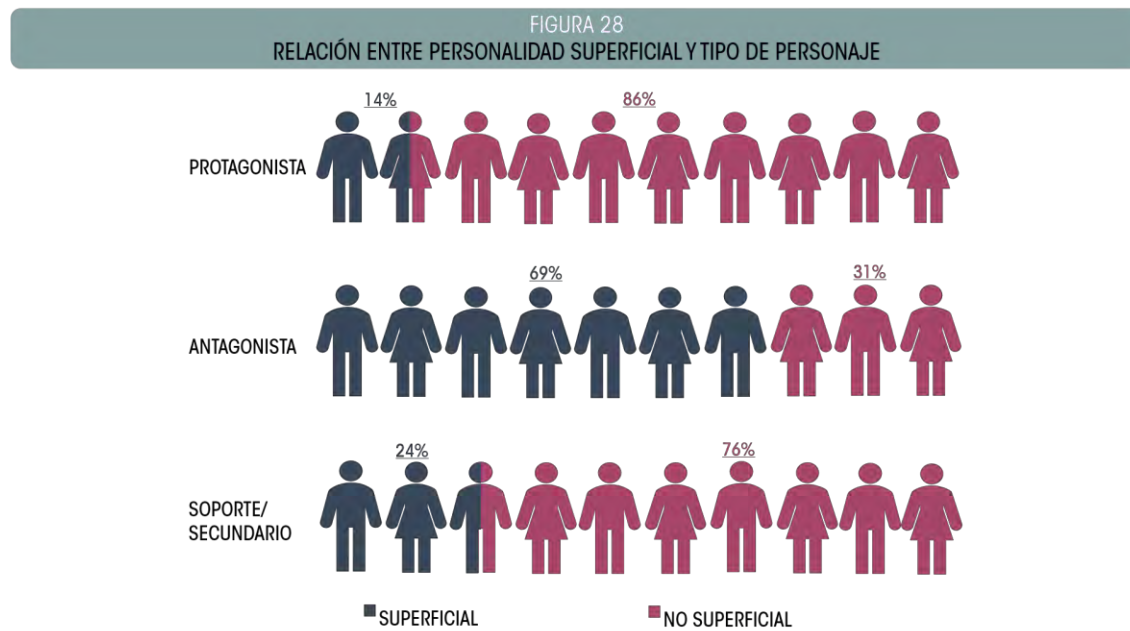 FIGURA 28
RELACIÓN ENTRE PERSONALIDAD SUPERFICIAL Y TIPO DE PERSONAJE
14%
86%
PROTAGONISTA
69%
31%
ANTAGONISTA
24%
76%
SOPORTE/
SECUNDARIO
SUPERFICIAL
NO SUPERFICIAL